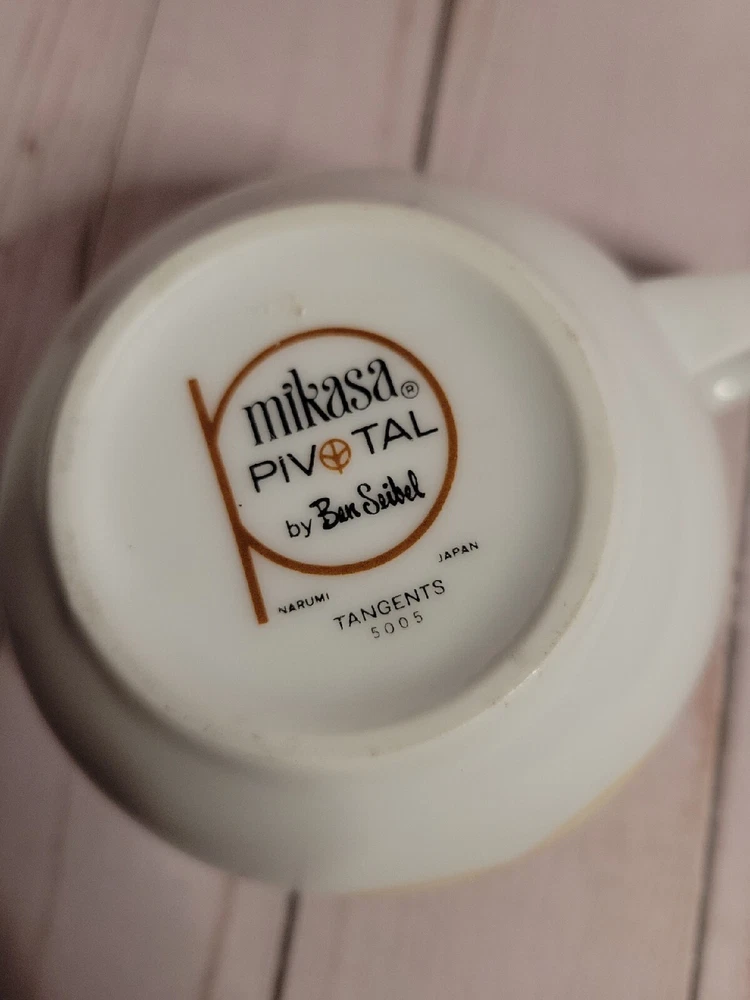 mikasa®
PIVOTAL
by Ben Seibel
NARUMI
JAPAN
TANGENTS
5005